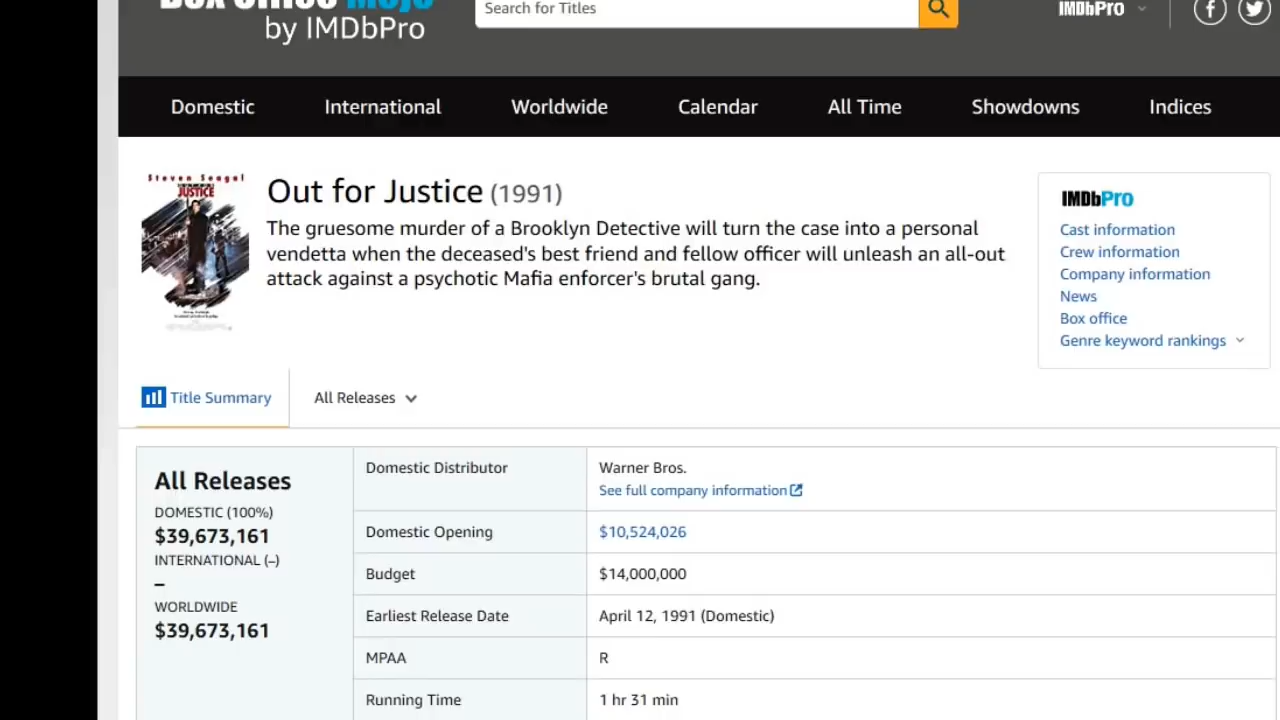 Box Office Mojo
by IMDbPro
Search for Titles
IMDbPro
Domestic International Worldwide Calendar All Time Showdowns Indices
Steven Seagal
OUT FOR
JUSTICE
Out for Justice (1991)
The gruesome murder of a Brooklyn Detective will turn the case into a personal
vendetta when the deceased's best friend and fellow officer will unleash an all-out
attack against a psychotic Mafia enforcer's brutal gang.
IMDbPro
Cast information
Crew information
Company information
News
Box office
Genre keyword rankings
Title Summary
All Releases
All Releases
DOMESTIC (100%)
$39,673,161
INTERNATIONAL (–)
–
WORLDWIDE
$39,673,161
Domestic Distributor Warner Bros.
See full company information
Domestic Opening $10,524,026
Budget $14,000,000
Earliest Release Date April 12, 1991 (Domestic)
MPAA R
Running Time 1 hr 31 min